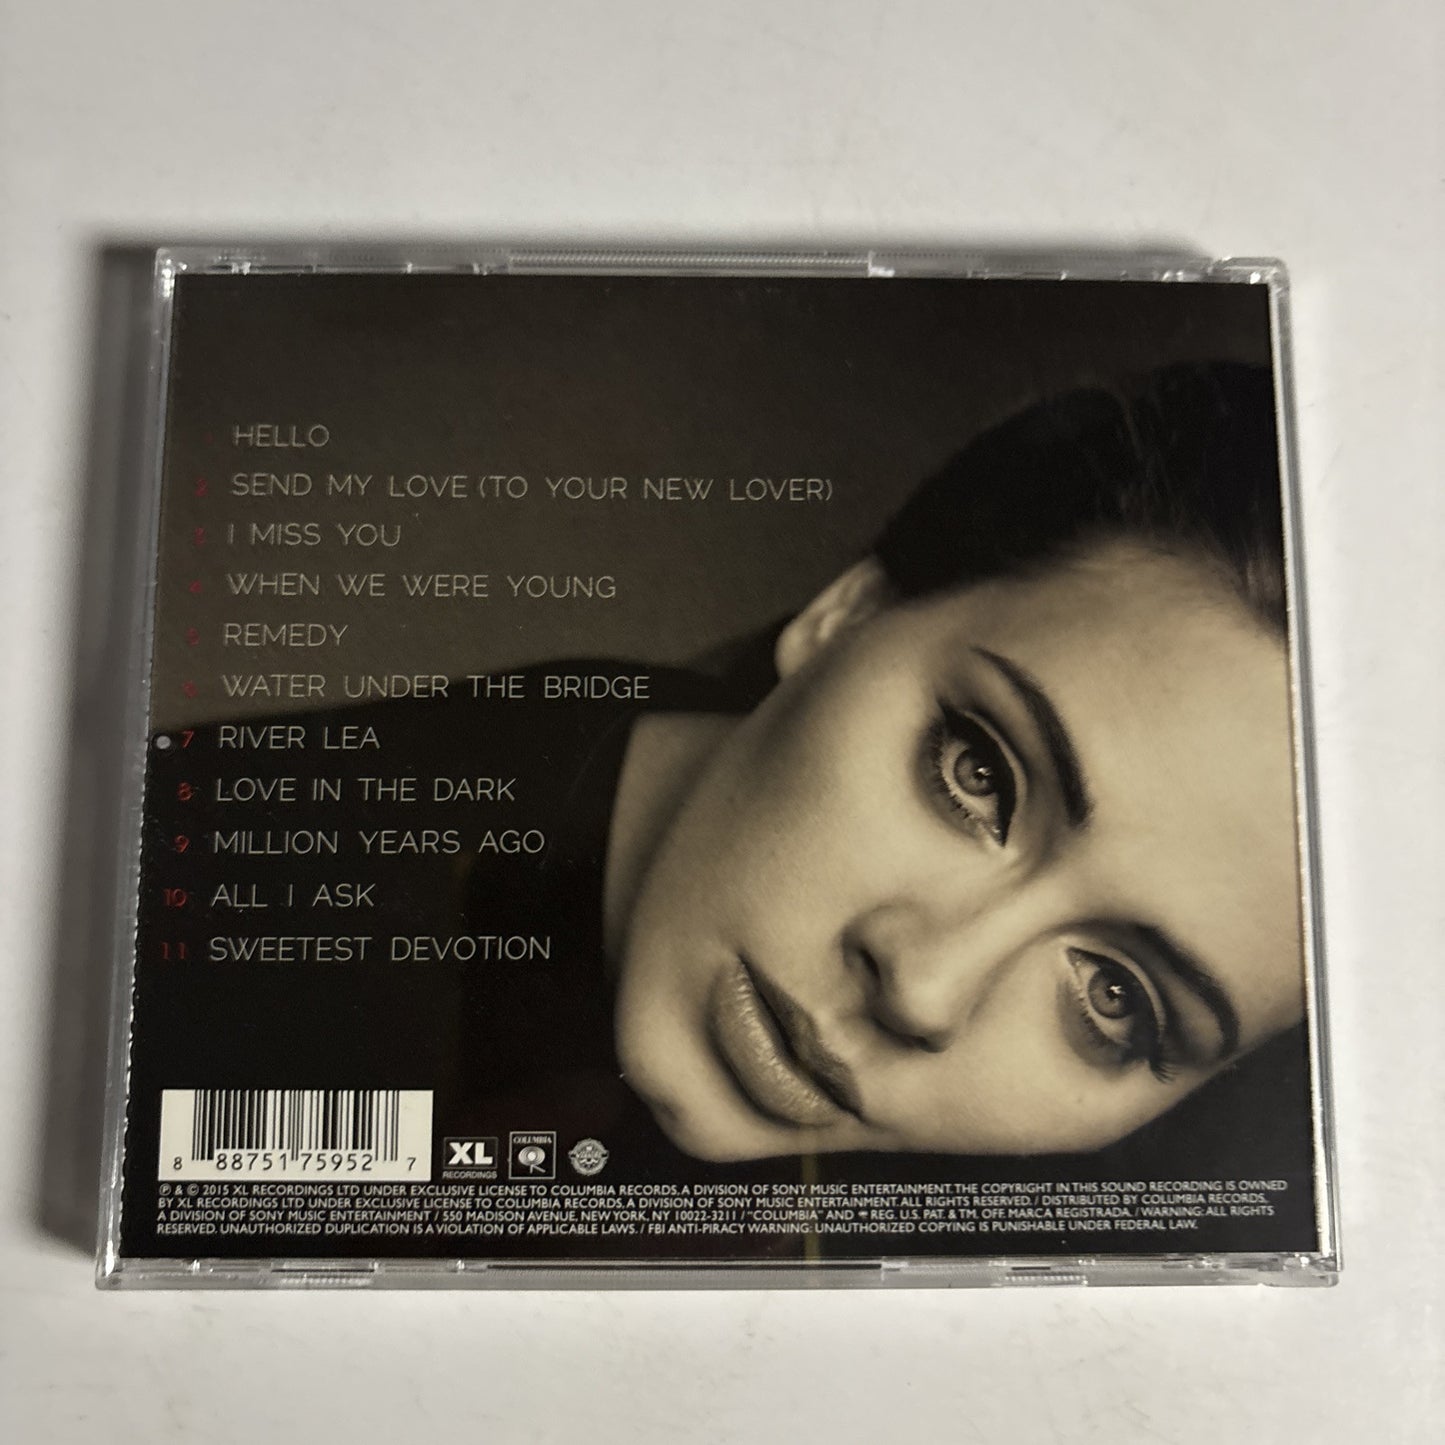 HELLO
2 SEND MY LOVE (TO YOUR NEW LOVER)
3 I MISS YOU
4 WHEN WE WERE YOUNG
5 REMEDY
6 WATER UNDER THE BRIDGE
7 RIVER LEA
8 LOVE IN THE DARK
9 MILLION YEARS AGO
10 ALL I ASK
11 SWEETEST DEVOTION
8 88751 75952 7
XL
RECORDINGS
COLUMBIA
℗ & © 2015 XL RECORDINGS LTD UNDER EXCLUSIVE LICENSE TO COLUMBIA RECORDS, A DIVISION OF SONY MUSIC ENTERTAINMENT. THE COPYRIGHT IN THIS SOUND RECORDING IS OWNED
BY XL RECORDINGS LTD UNDER EXCLUSIVE LICENSE TO COLUMBIA RECORDS, A DIVISION OF SONY MUSIC ENTERTAINMENT. ALL RIGHTS RESERVED. / DISTRIBUTED BY COLUMBIA RECORDS,
A DIVISION OF SONY MUSIC ENTERTAINMENT / 550 MADISON AVENUE, NEW YORK, NY 10022-3211 / "COLUMBIA" AND REG. U.S. PAT. & TM. OFF. MARCA REGISTRADA. / WARNING: ALL RIGHTS
RESERVED. UNAUTHORIZED DUPLICATION IS A VIOLATION OF APPLICABLE LAWS. / FBI ANTI-PIRACY WARNING: UNAUTHORIZED COPYING IS PUNISHABLE UNDER FEDERAL LAW.